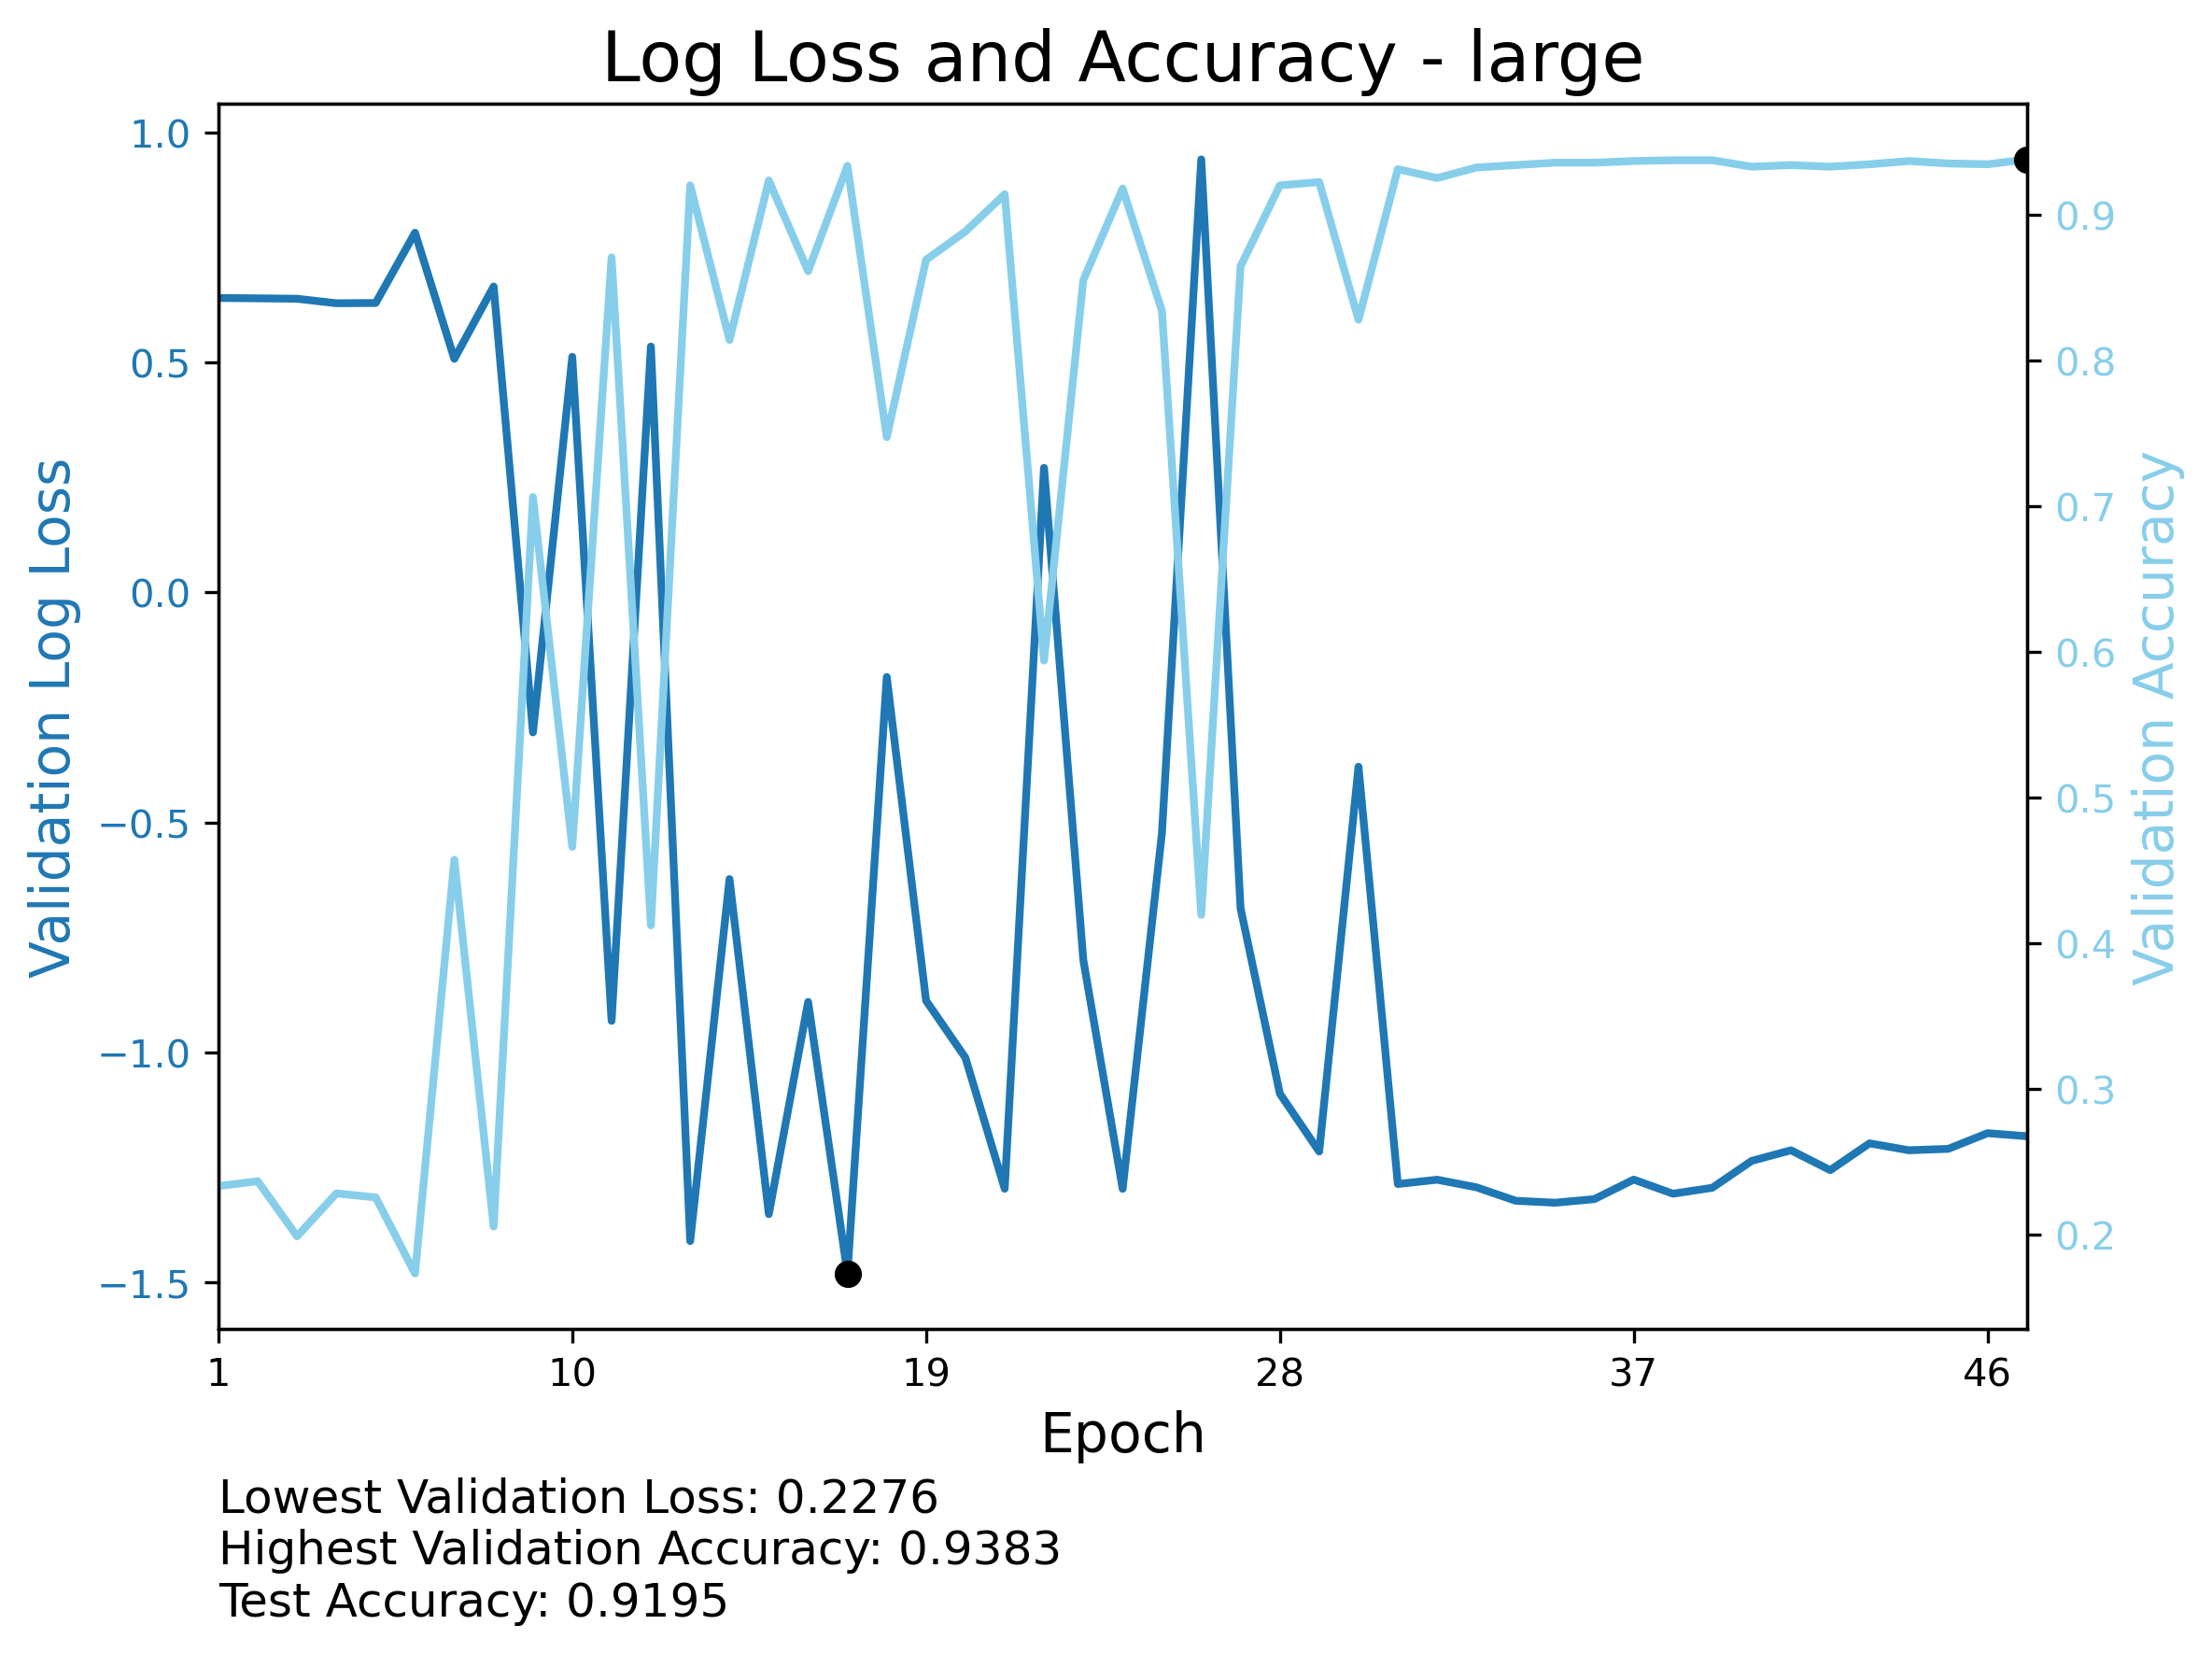 Log Loss and Accuracy - large
1.0
0.5
0.0
−0.5
−1.0
−1.5
Validation Log Loss
0.9
0.8
0.7
0.6
0.5
0.4
0.3
0.2
Validation Accuracy
1 10 19 28 37 46
Epoch
Lowest Validation Loss: 0.2276
Highest Validation Accuracy: 0.9383
Test Accuracy: 0.9195